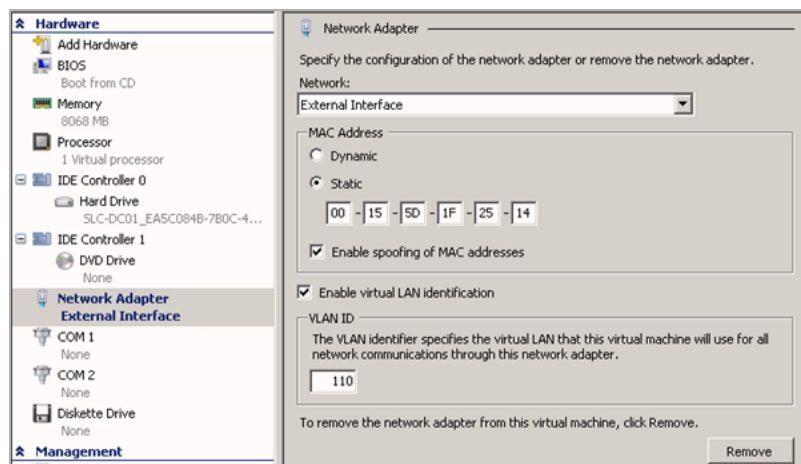 Hardware
Add Hardware
BIOS
Boot from CD
Memory
8068 MB
Processor
1 Virtual processor
IDE Controller 0
Hard Drive
SLC-DC01_EA5C084B-7B0C-4...
IDE Controller 1
DVD Drive
None
Network Adapter
External Interface
COM 1
None
COM 2
None
Diskette Drive
None
Management
Network Adapter
Specify the configuration of the network adapter or remove the network adapter.
Network:
External Interface
MAC Address
Dynamic
Static
00 - 15 - 5D - 1F - 25 - 14
Enable spoofing of MAC addresses
Enable virtual LAN identification
VLAN ID
The VLAN identifier specifies the virtual LAN that this virtual machine will use for all
network communications through this network adapter.
110
To remove the network adapter from this virtual machine, click Remove.
Remove